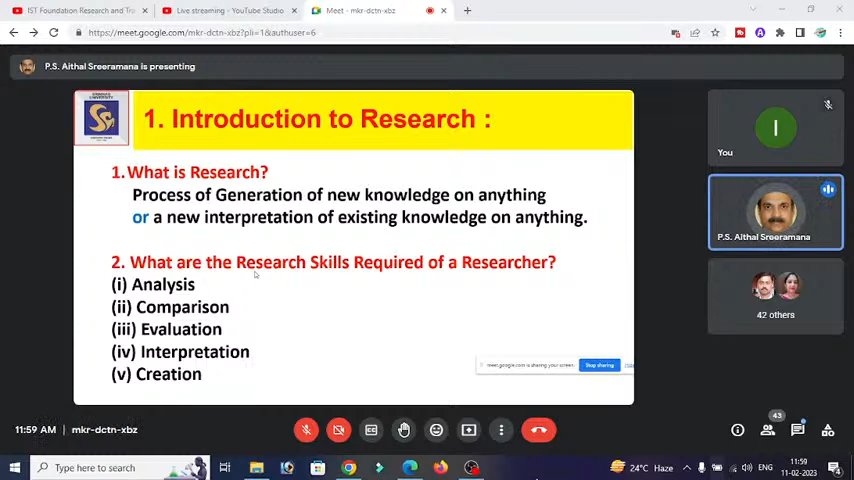 IST Foundation Research and Tra
Live streaming - YouTube Studio
Meet - mkr-dctn-xbz
https://meet.google.com/mkr-dctn-xbz?pli=1&authuser=6
P.S. Aithal Sreeramana is presenting
SRINIVAS
UNIVERSITY
1. Introduction to Research :
1.What is Research?
Process of Generation of new knowledge on anything
or a new interpretation of existing knowledge on anything.
2. What are the Research Skills Required of a Researcher?
(i) Analysis
(ii) Comparison
(iii) Evaluation
(iv) Interpretation
(v) Creation
meet.google.com is sharing your screen.
Stop sharing
I
You
P.S. Aithal Sreeramana
42 others
11:59 AM | mkr-dctn-xbz
43
Type here to search
24°C Haze
ENG
11:59
11-02-2023
4